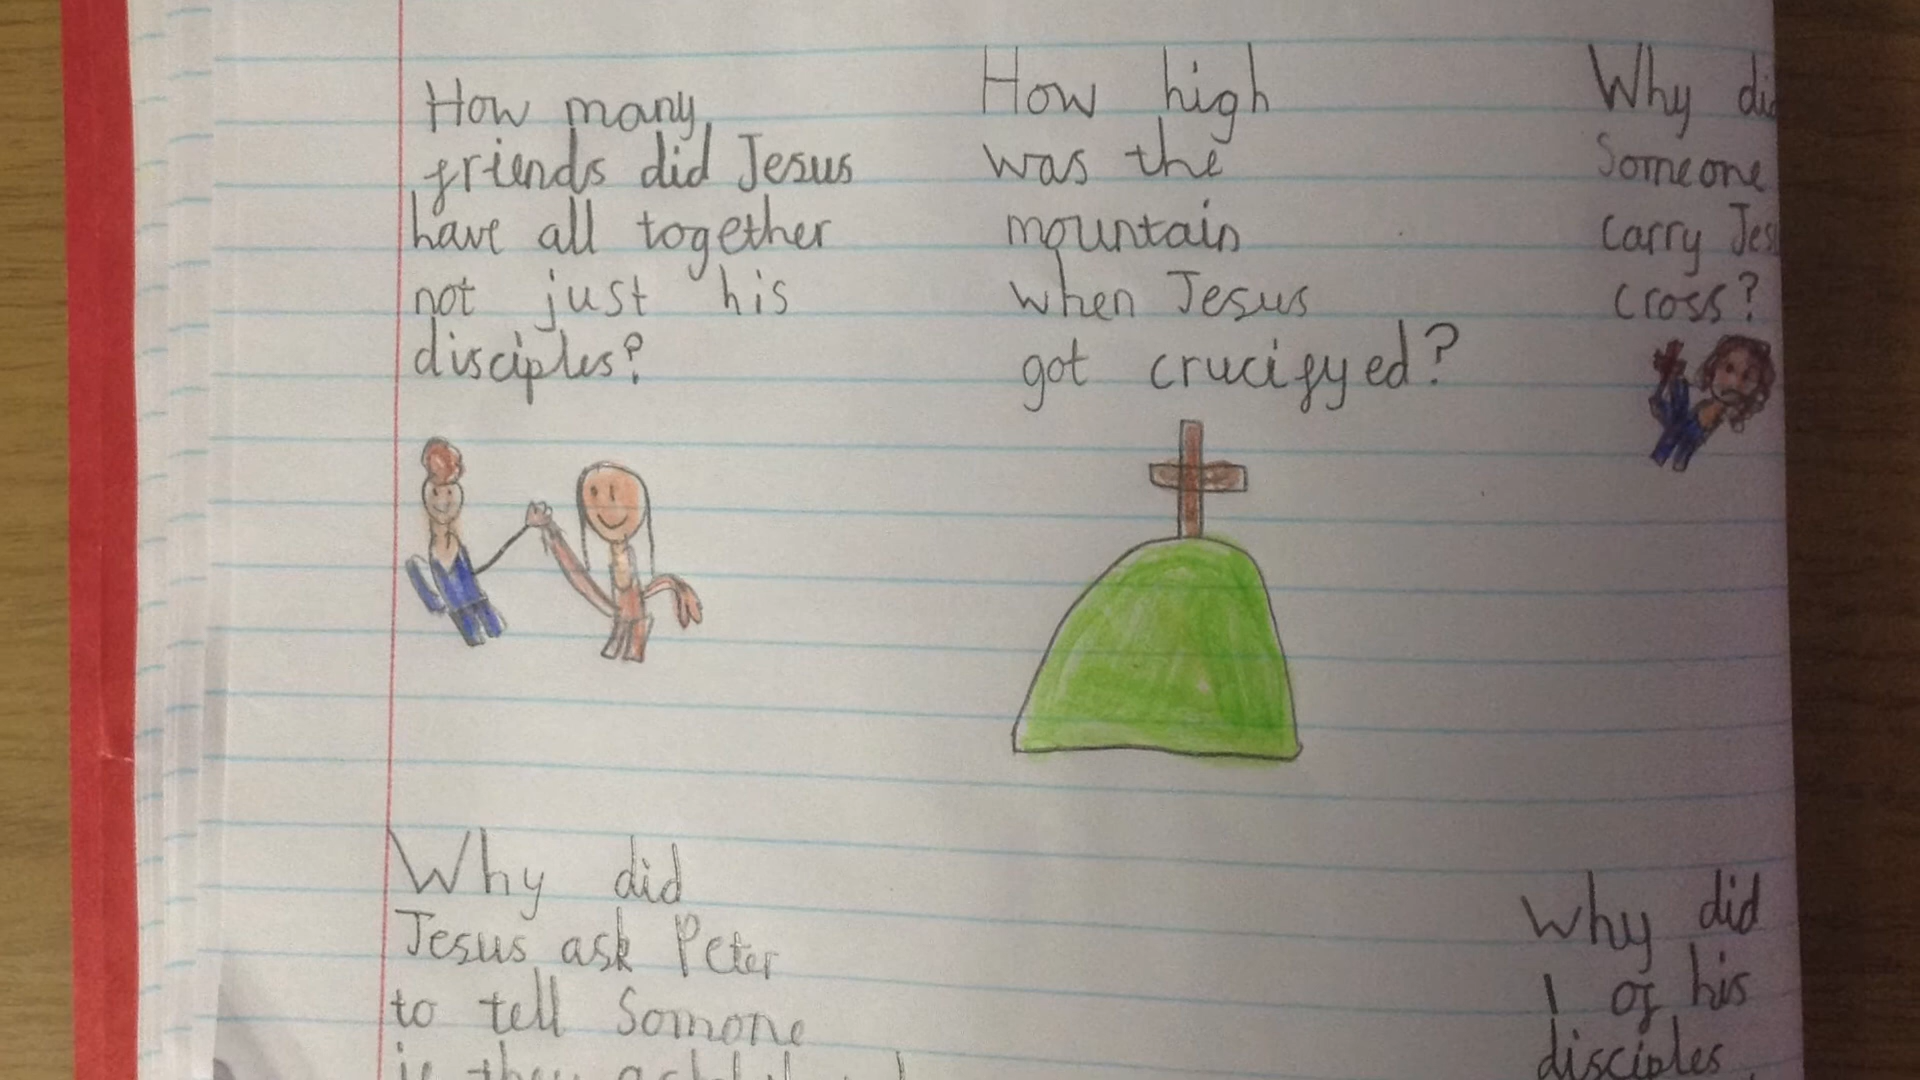 How many
friends did Jesus
have all together
not just his
disciples?
How high
was the
mountain
when Jesus
got crucifyed?
Why did
Someone
carry Jes
cross?
Why did
Jesus ask Peter
to tell Somone
Why did
1 of his
disciples